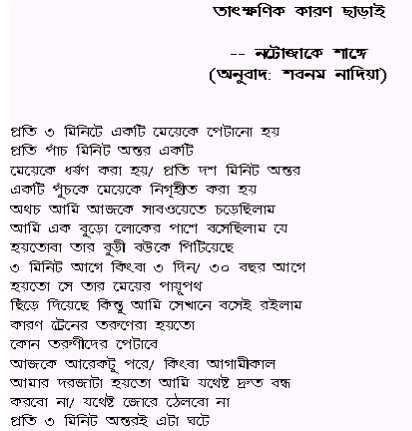 তাৎক্ষণিক কারণ ছাড়াই
-- নটোজাকে শাঙ্গে
(অনুবাদ: শবনম নাদিয়া)
প্রতি ৩ মিনিটে একটি মেয়েকে পেটানো হয়
প্রতি পাঁচ মিনিট অন্তর একটি
মেয়েকে ধর্ষণ করা হয়/ প্রতি দশ মিনিট অন্তর
একটি পুঁচকে মেয়েকে নিগৃহীত করা হয়
অথচ আমি আজকে সাবওয়েতে চড়েছিলাম
আমি এক বুড়ো লোকের পাশে বসেছিলাম যে
হয়তোবা তার বুড়ী বউকে পিটিয়েছে
৩ মিনিট আগে কিংবা ৩ দিন/ ৩০ বছর আগে
হয়তো সে তার মেয়ের পায়ুপথ
ছিঁড়ে দিয়েছে কিন্তু আমি সেখানে বসেই রইলাম
কারণ ট্রেনের তরুণেরা হয়তো
কোন তরুণীদের পেটাবে
আজকে আরেকটু পরে/ কিংবা আগামীকাল
আমার দরজাটা হয়তো আমি যথেষ্ট দ্রুত বন্ধ
করবো না/ যথেষ্ট জোরে ঠেলবো না
প্রতি ৩ মিনিট অন্তরই এটা ঘটে